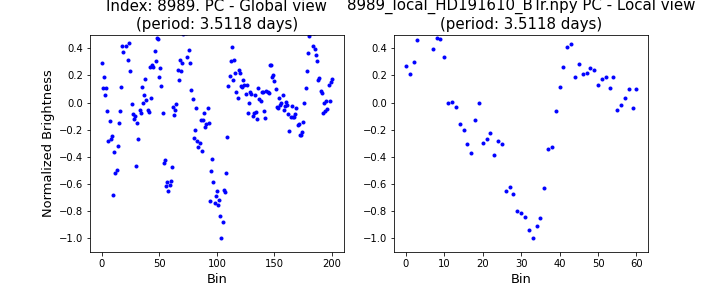 Index: 8989. PC - Global view
(period: 3.5118 days)
8989_local_HD191610_BTr.npy PC - Local view
(period: 3.5118 days)
Normalized Brightness
0.4
0.2
0.0
−0.2
−0.4
−0.6
−0.8
−1.0
0 50 100 150 200
Bin
0.4
0.2
0.0
−0.2
−0.4
−0.6
−0.8
−1.0
0 10 20 30 40 50 60
Bin